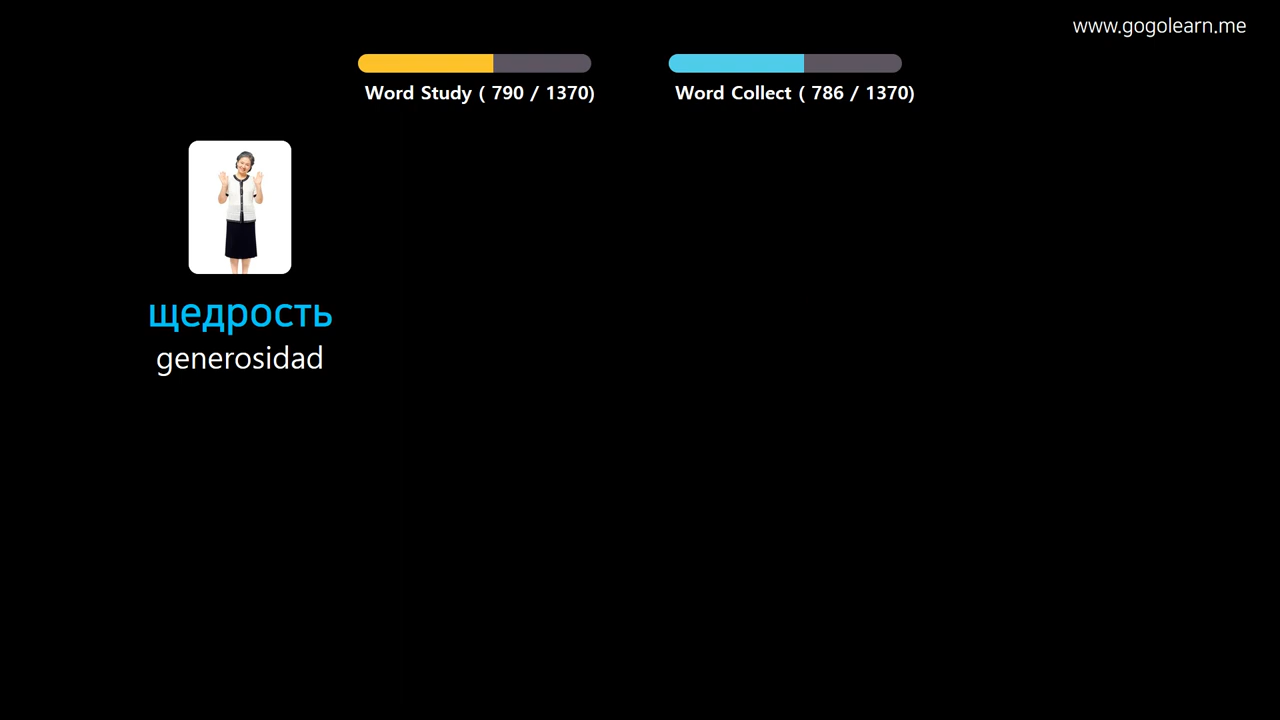 www.gogolearn.me
Word Study ( 790 / 1370)
Word Collect ( 786 / 1370)
щедрость
generosidad